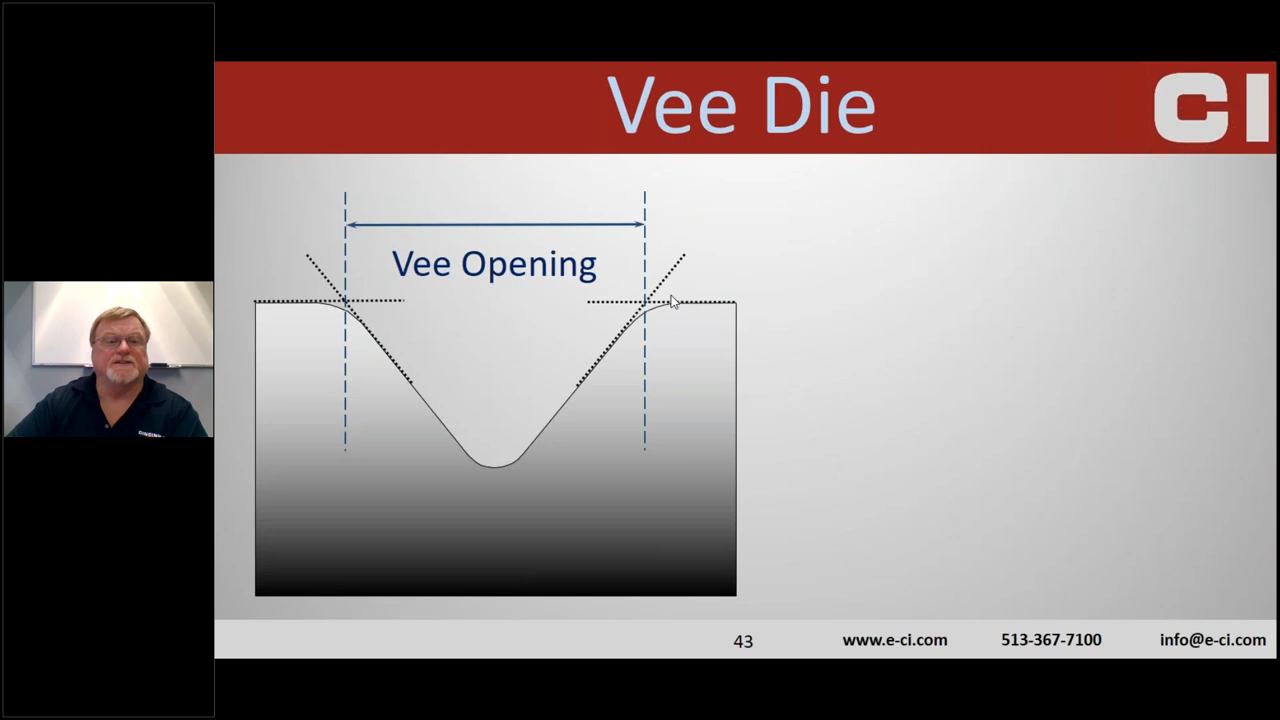 Vee Die
CI
Vee Opening
43
www.e-ci.com
513-367-7100
info@e-ci.com